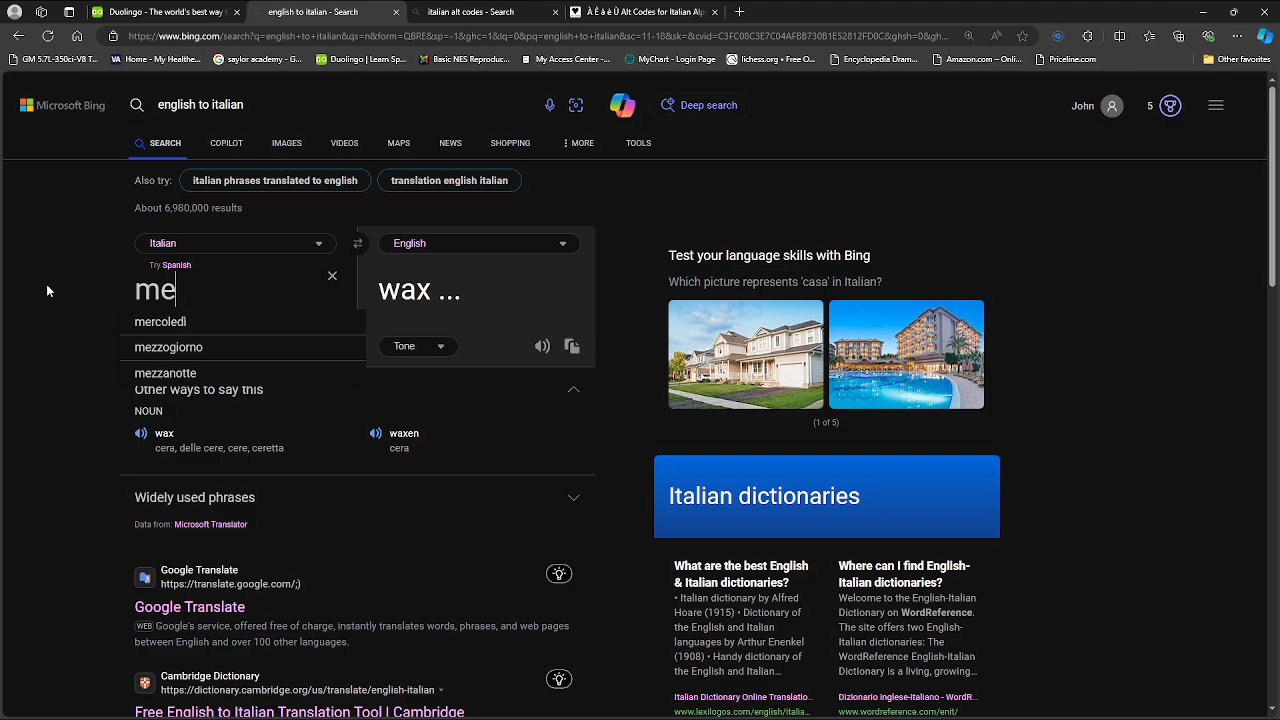 Duolingo - The world's best way t
english to italian - Search
italian alt codes - Search
À È à è Ù Alt Codes for Italian Alp
https://www.bing.com/search?q=english+to+italian&qs=n&form=QBRE&sp=-1&ghc=1&lq=0&pq=english+to+italian&sc=11-18&sk=&cvid=C3FC08C3E7C04AFBB73081E52812FD0C&ghsh=0&ghac...
GM 5.7L-350ci-V8 T...
Home - My Healthe...
saylor academy - G...
Duolingo | Learn Sp...
Basic NES Reproduc...
My Access Center -...
MyChart - Login Page
lichess.org • Free O...
Encyclopedia Dram...
Amazon.com - Onli...
Priceline.com
Other favorites
Microsoft Bing
english to italian
Deep search
John
5
SEARCH
COPILOT
IMAGES
VIDEOS
MAPS
NEWS
SHOPPING
MORE
TOOLS
Also try:
italian phrases translated to english
translation english italian
About 6,980,000 results
Italian
English
Try Spanish
me
wax ...
mercoledì
mezzogiorno
mezzanotte
Tone
Other ways to say this
NOUN
wax
cera, delle cere, cere, ceretta
waxen
cera
Widely used phrases
Data from: Microsoft Translator
Google Translate
https://translate.google.com/;)
Google Translate
WEB Google's service, offered free of charge, instantly translates words, phrases, and web pages
between English and over 100 other languages.
Cambridge Dictionary
https://dictionary.cambridge.org/us/translate/english-italian
Free English to Italian Translation Tool | Cambridge
Test your language skills with Bing
Which picture represents 'casa' in Italian?
(1 of 5)
Italian dictionaries
What are the best English
& Italian dictionaries?
• Italian dictionary by Alfred
Hoare (1915) • Dictionary of
the English and Italian
languages by Arthur Enenkel
(1908) • Handy dictionary of
the English and Italian...
Italian Dictionary Online Translatio...
www.lexilogos.com/english/italia...
Where can I find English-
Italian dictionaries?
Welcome to the English-Italian
Dictionary on WordReference.
The site offers two English-
Italian dictionaries: The
WordReference English-Italian
Dictionary is a living, growing...
Dizionario inglese-italiano - WordR...
www.wordreference.com/enit/